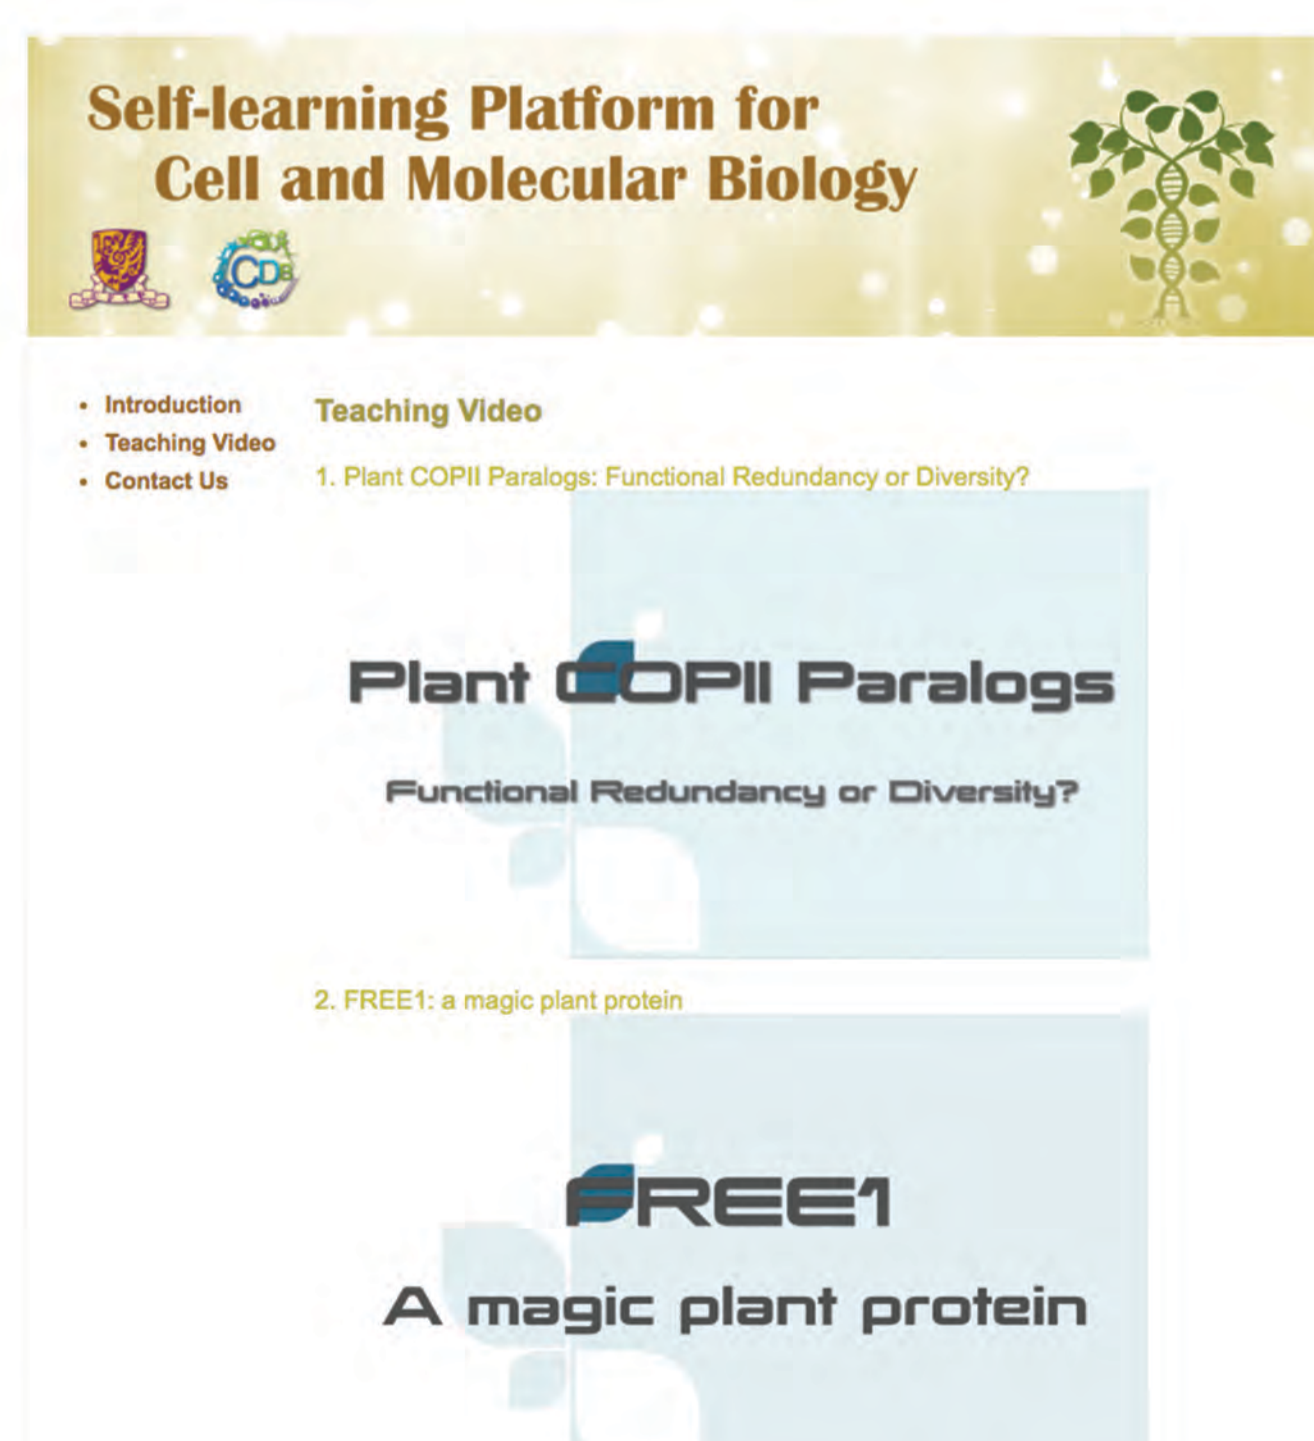 Self-learning Platform for
Cell and Molecular Biology
CDB
• Introduction
• Teaching Video
• Contact Us
Teaching Video
1. Plant COPII Paralogs: Functional Redundancy or Diversity?
Plant COPII Paralogs
Functional Redundancy or Diversity?
2. FREE1: a magic plant protein
FREE1
A magic plant protein